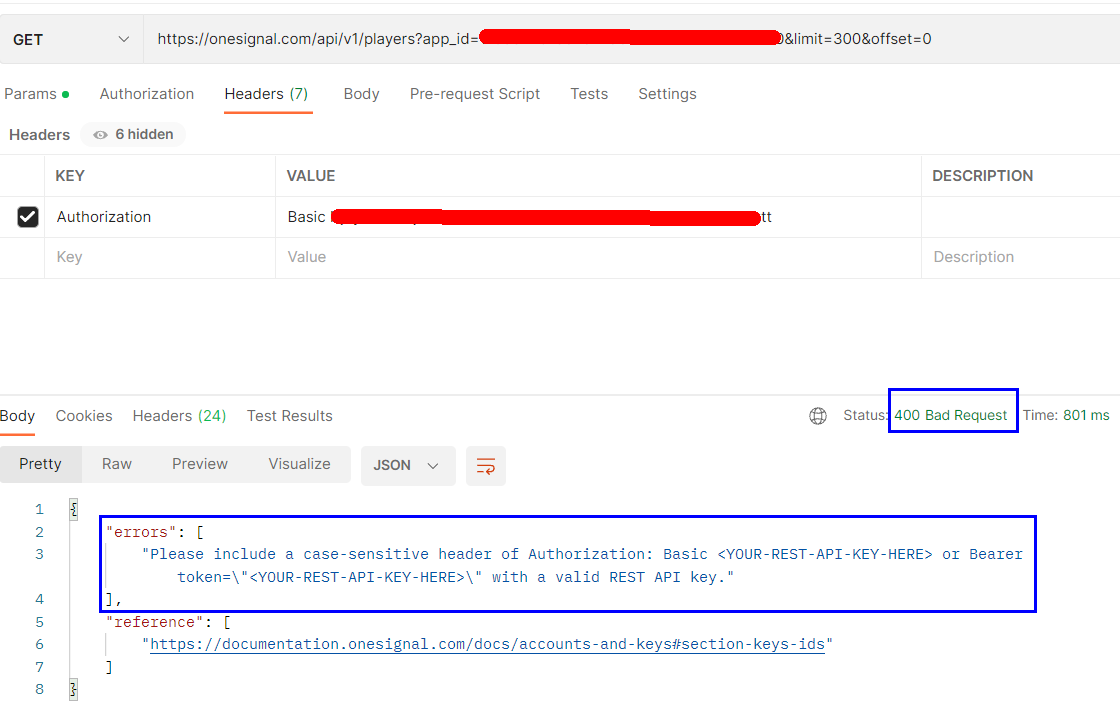 GET https://onesignal.com/api/v1/players?app_id= &limit=300&offset=0
Params Authorization Headers (7) Body Pre-request Script Tests Settings
Headers 6 hidden
KEY VALUE DESCRIPTION
Authorization Basic tt
Key Value Description
Body Cookies Headers (24) Test Results Status: 400 Bad Request Time: 801 ms
Pretty Raw Preview Visualize JSON
1 {
2 "errors": [
3 "Please include a case-sensitive header of Authorization: Basic <YOUR-REST-API-KEY-HERE> or Bearer
token=\"<YOUR-REST-API-KEY-HERE>\" with a valid REST API key."
4 ],
5 "reference": [
6 "https://documentation.onesignal.com/docs/accounts-and-keys#section-keys-ids"
7 ]
8 }